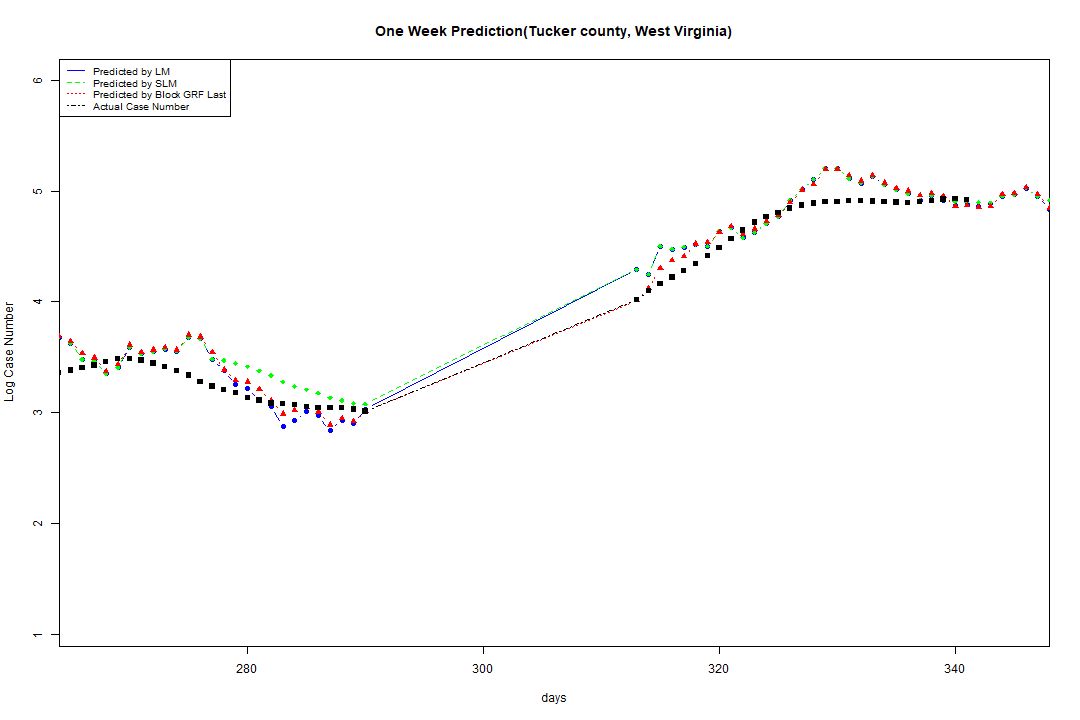 One Week Prediction(Tucker county, West Virginia)
Predicted by LM
Predicted by SLM
Predicted by Block GRF Last
Actual Case Number
6
5
4
3
2
1
Log Case Number
280
300
320
340
days